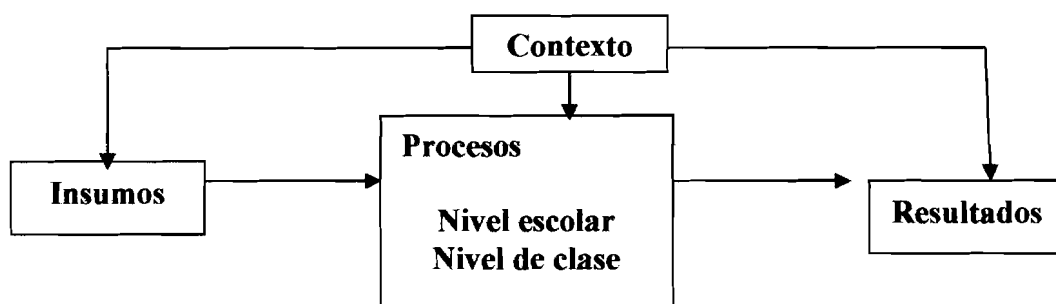 Contexto
Procesos
Insumos
Nivel escolar
Nivel de clase
Resultados